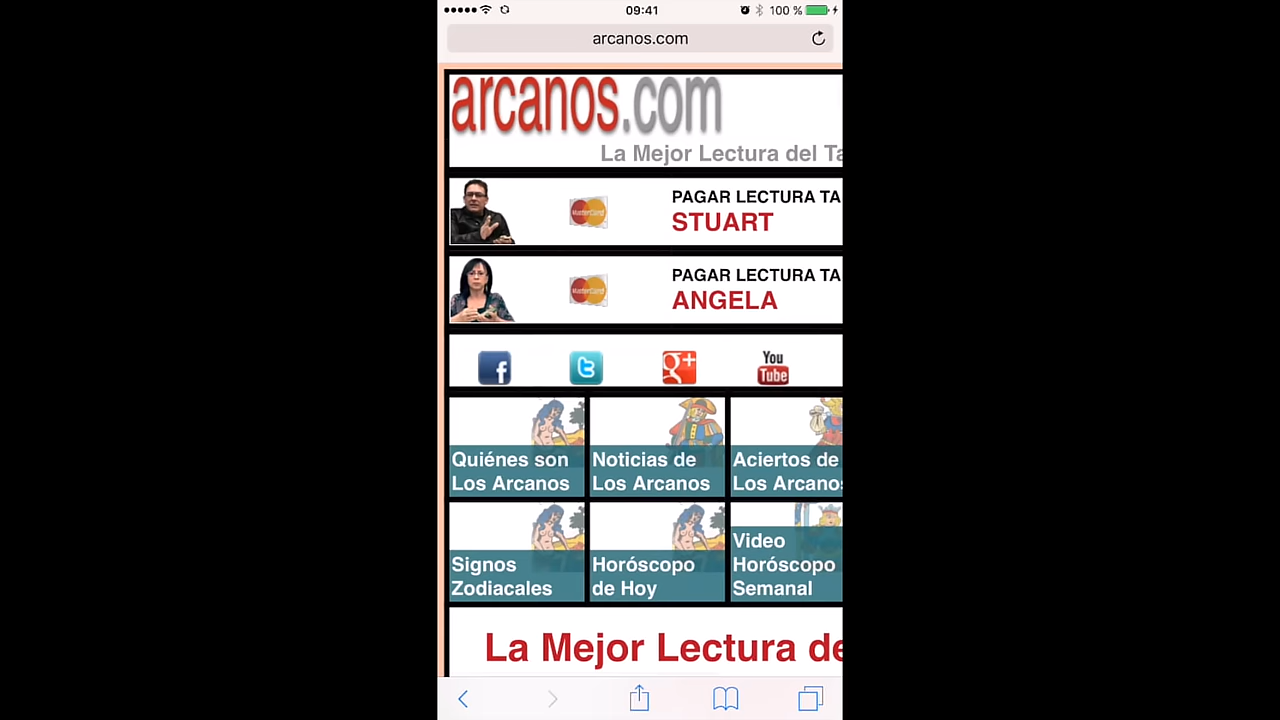 09:41
100 %
arcanos.com
arcanos.com
La Mejor Lectura del Ta
PAGAR LECTURA TA
STUART
MasterCard
PAGAR LECTURA TA
ANGELA
MasterCard
You
Tube
Quiénes son
Los Arcanos
Noticias de
Los Arcanos
Aciertos de
Los Arcanos
Signos
Zodiacales
Horóscopo
de Hoy
Video
Horóscopo
Semanal
La Mejor Lectura de